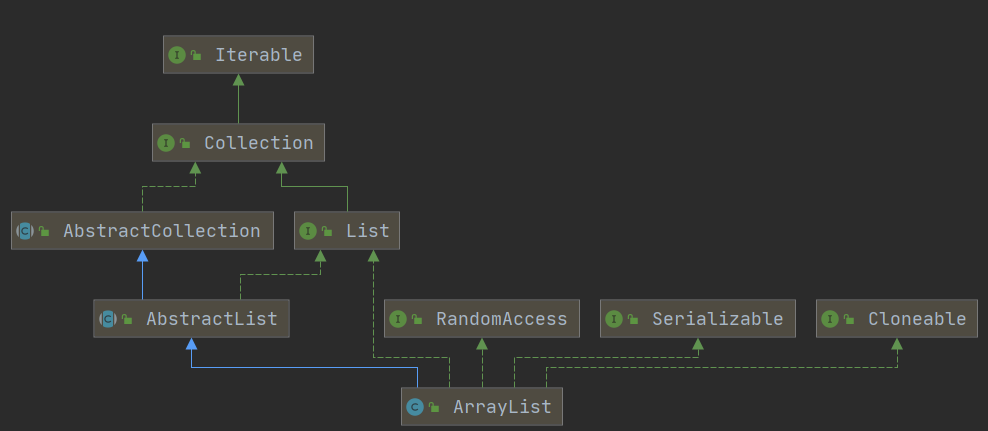 Iterable
Collection
AbstractCollection
List
AbstractList
RandomAccess
Serializable
Cloneable
ArrayList